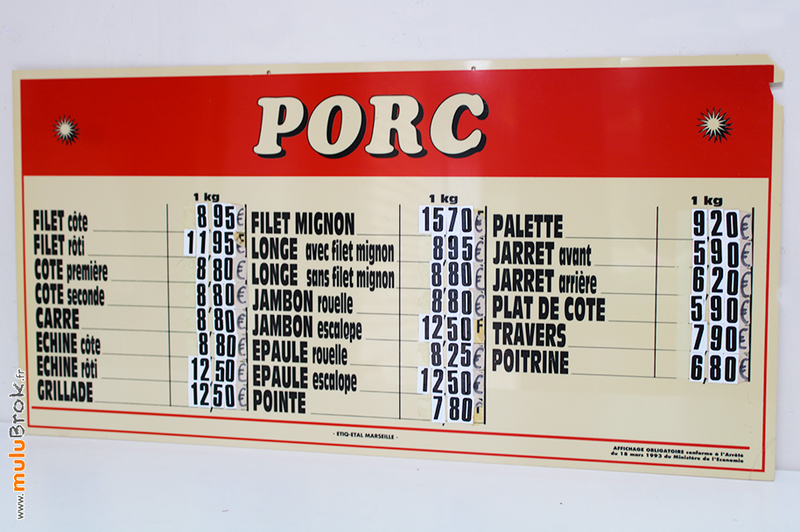 PORC
1 kg
FILET côte 8,95€
FILET rôti 11,95€
COTE première 8,80€
COTE seconde 8,80€
CARRE 8,80€
ECHINE côte 8,80€
ECHINE rôti 12,50€
GRILLADE 12,50€
1 kg
FILET MIGNON 15,70F
LONGE avec filet mignon 8,95€
LONGE sans filet mignon 8,80€
JAMBON rouelle 8,80€
JAMBON escalope 12,50F
EPAULE rouelle 8,25€
EPAULE escalope 12,50€
POINTE 7,80F
1 kg
PALETTE 9,20€
JARRET avant 5,90€
JARRET arrière 6,20€
PLAT DE COTE 5,90€
TRAVERS 7,90€
POITRINE 6,80€
- ETIQ-ETAL MARSEILLE -
AFFICHAGE OBLIGATOIRE conforme à l'Arrêté
du 18 mars 1993 du Ministère de l'Economie
www.muluBrok.fr